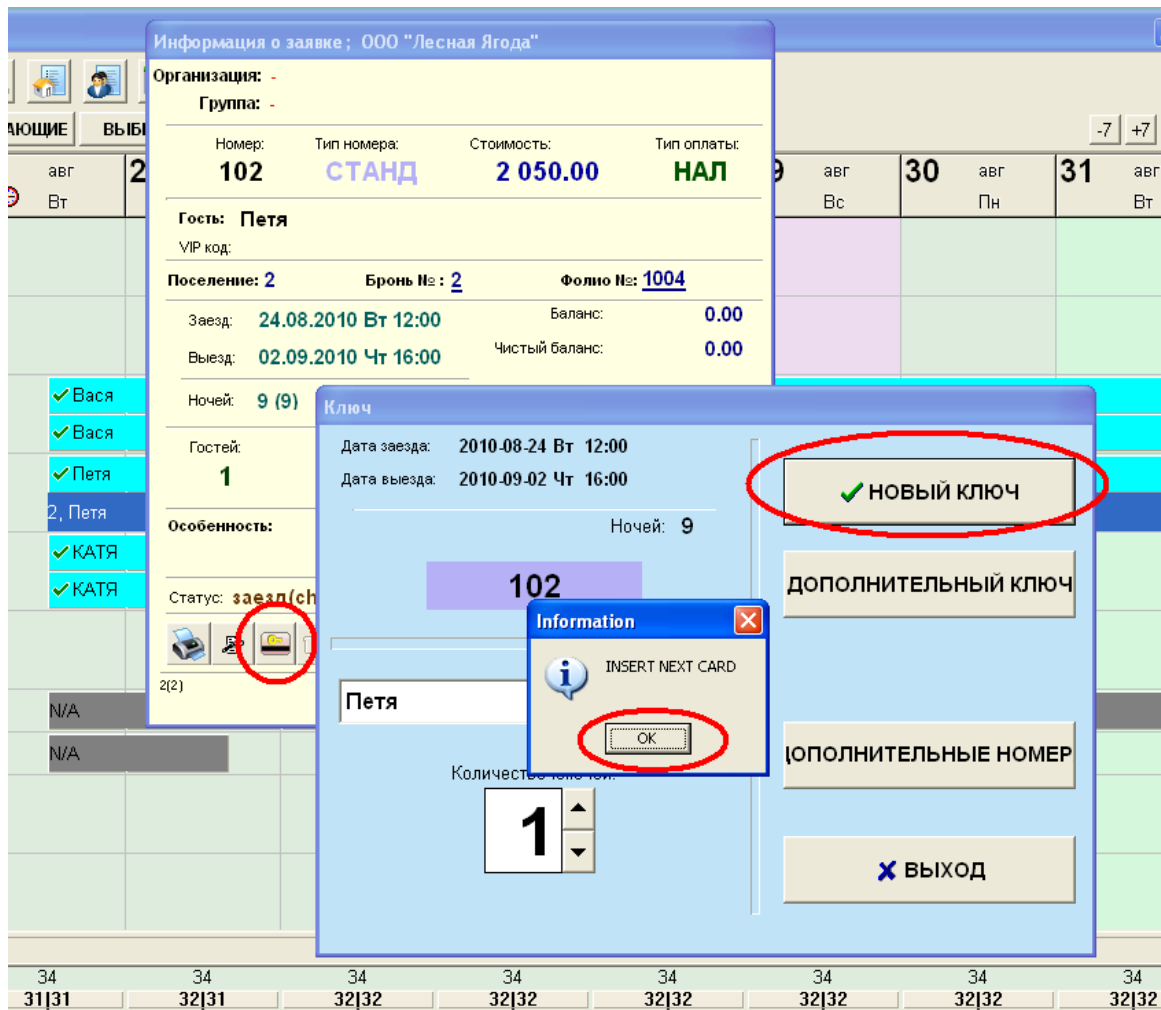 Информация о заявке ; ООО "Лесная Ягода"
Организация: -
Группа: -
Номер: Тип номера: Стоимость: Тип оплаты:
102 СТАНД 2 050.00 НАЛ
-7 +7
авг авг 30 авг 31 авг
Вт Вс Пн Вт
Гость: Петя
VIP код:
Поселение: 2 Бронь № : 2 Фолио №: 1004
Заезд: 24.08.2010 Вт 12:00 Баланс: 0.00
Выезд: 02.09.2010 Чт 16:00 Чистый баланс: 0.00
Ночей: 9 (9)
Гостей:
1
Особенность:
Статус: заезд(ch
2(2)
Вася
Вася
Петя
2, Петя
КАТЯ
КАТЯ
N/A
N/A
Ключ
Дата заезда: 2010-08-24 Вт 12:00
Дата выезда: 2010-09-02 Чт 16:00
Ночей: 9
102
Петя
1
НОВЫЙ КЛЮЧ
ДОПОЛНИТЕЛЬНЫЙ КЛЮЧ
ДОПОЛНИТЕЛЬНЫЕ НОМЕР
ВЫХОД
Information
INSERT NEXT CARD
OK
34 34 34 34 34 34 34 34
31|31 32|31 32|32 32|32 32|32 32|32 32|32 32|32